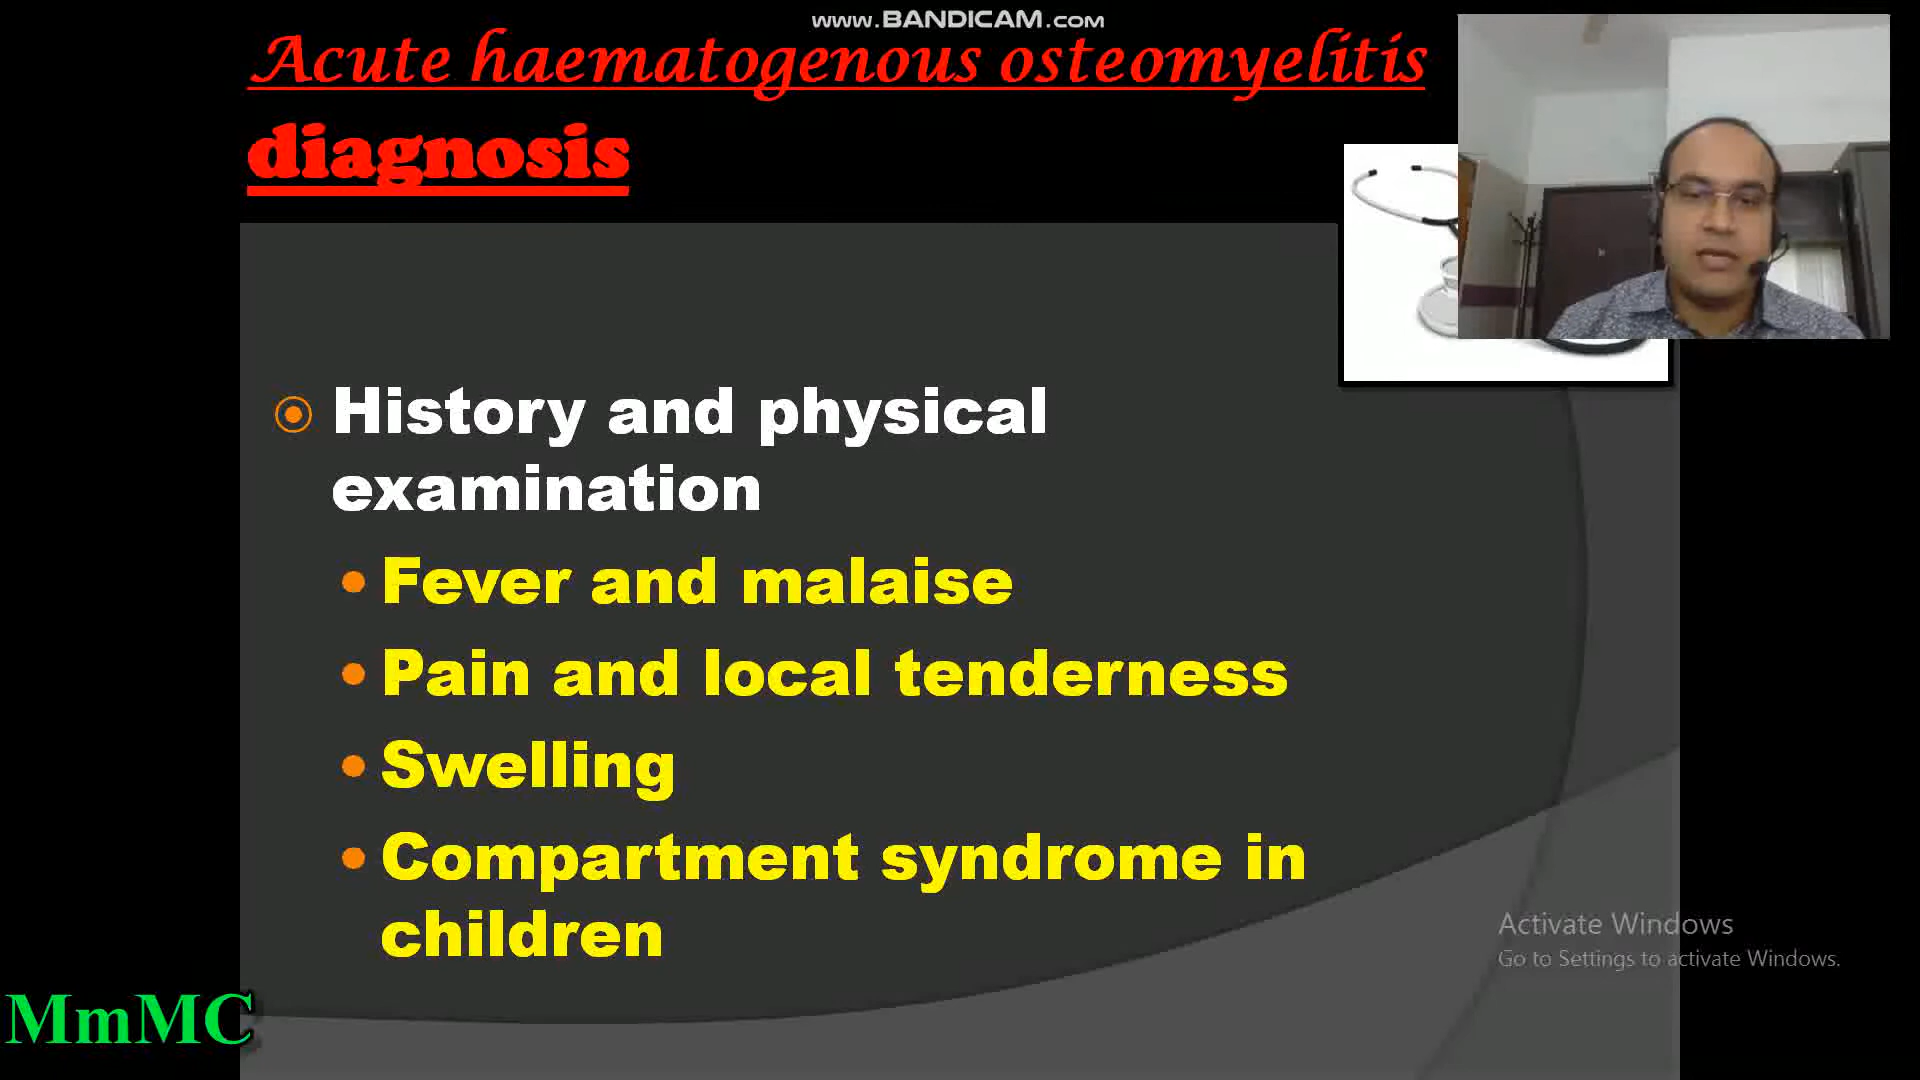 www.BANDICAM.com
Acute haematogenous osteomyelitis
diagnosis
History and physical
examination
Fever and malaise
Pain and local tenderness
Swelling
Compartment syndrome in
children
Activate Windows
Go to Settings to activate Windows.
MmMC